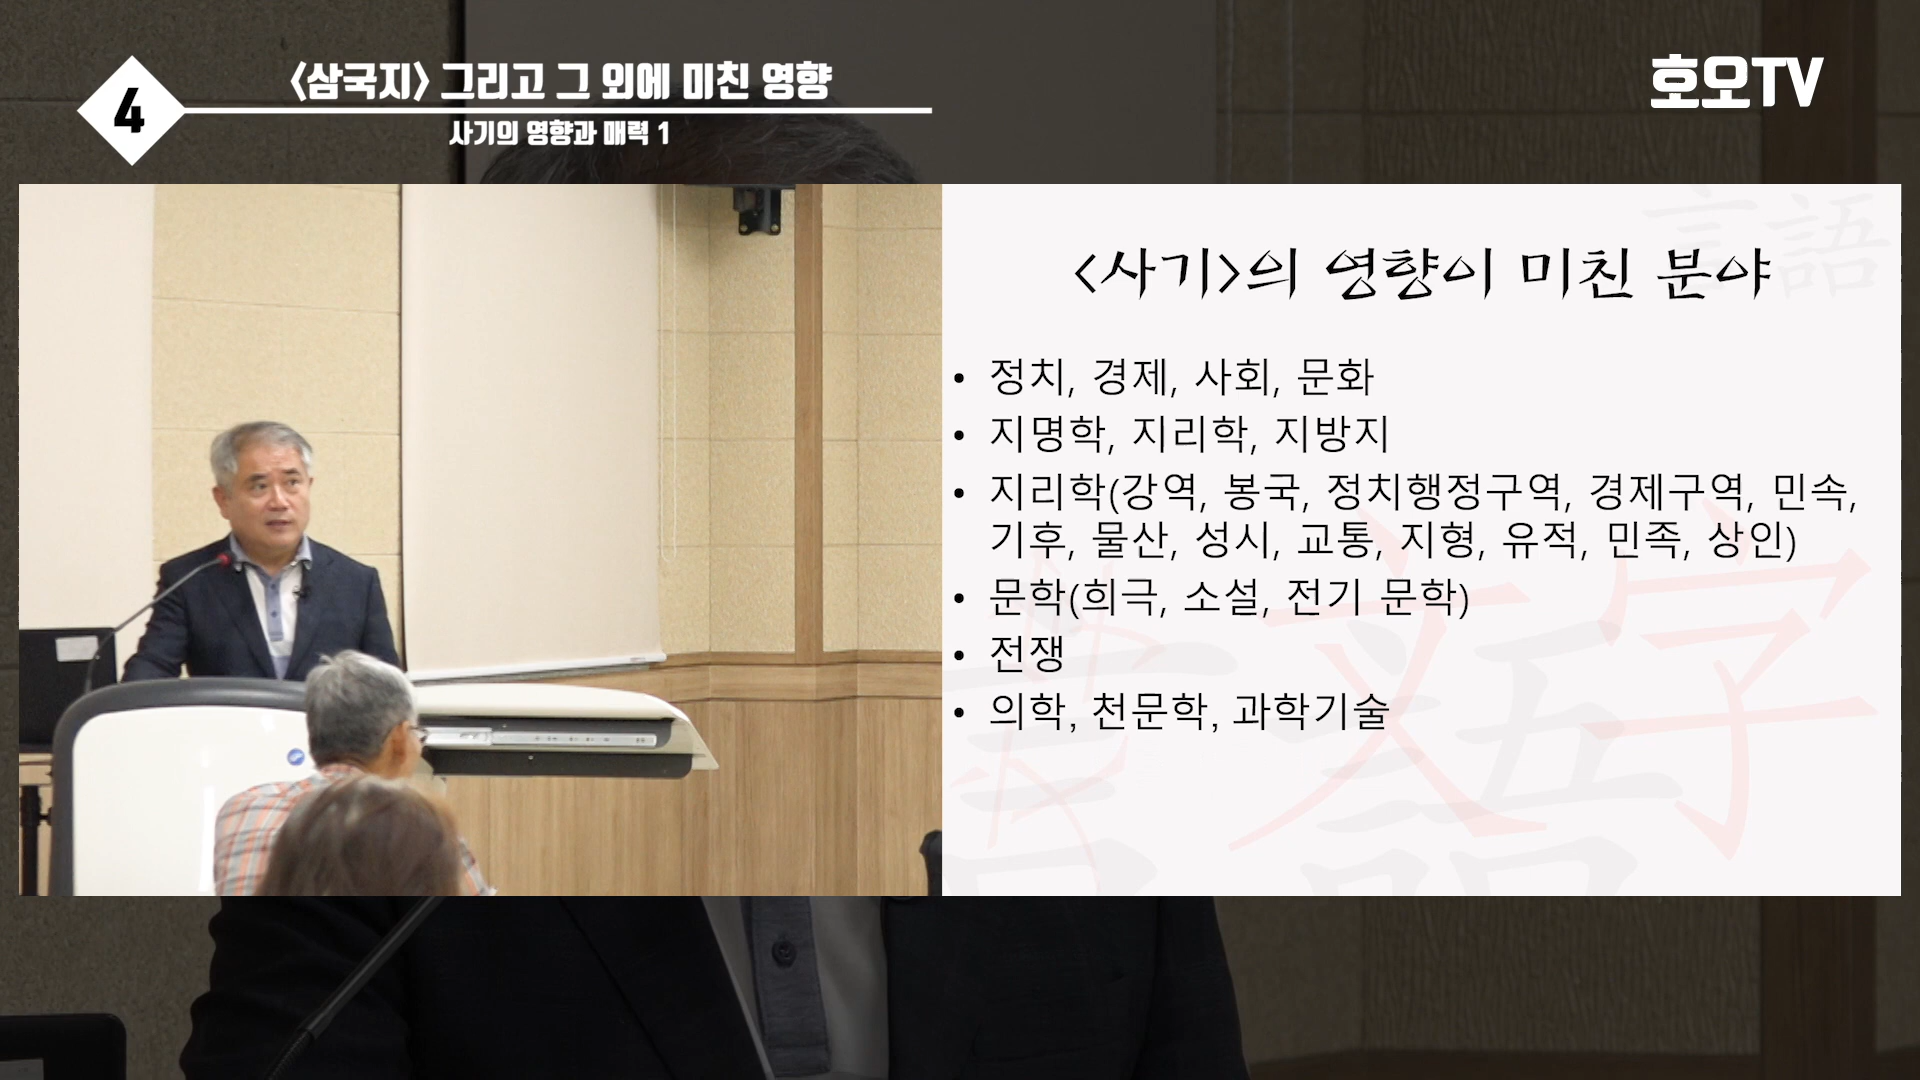 4
<삼국지> 그리고 그 외에 미친 영향
사기의 영향과 매력 1
호오TV
言語
<사기>의 영향이 미친 분야
• 정치, 경제, 사회, 문화
• 지명학, 지리학, 지방지
• 지리학(강역, 봉국, 정치행정구역, 경제구역, 민속,
기후, 물산, 성시, 교통, 지형, 유적, 민족, 상인)
• 문학(희극, 소설, 전기 문학)
• 전쟁
• 의학, 천문학, 과학기술
文字